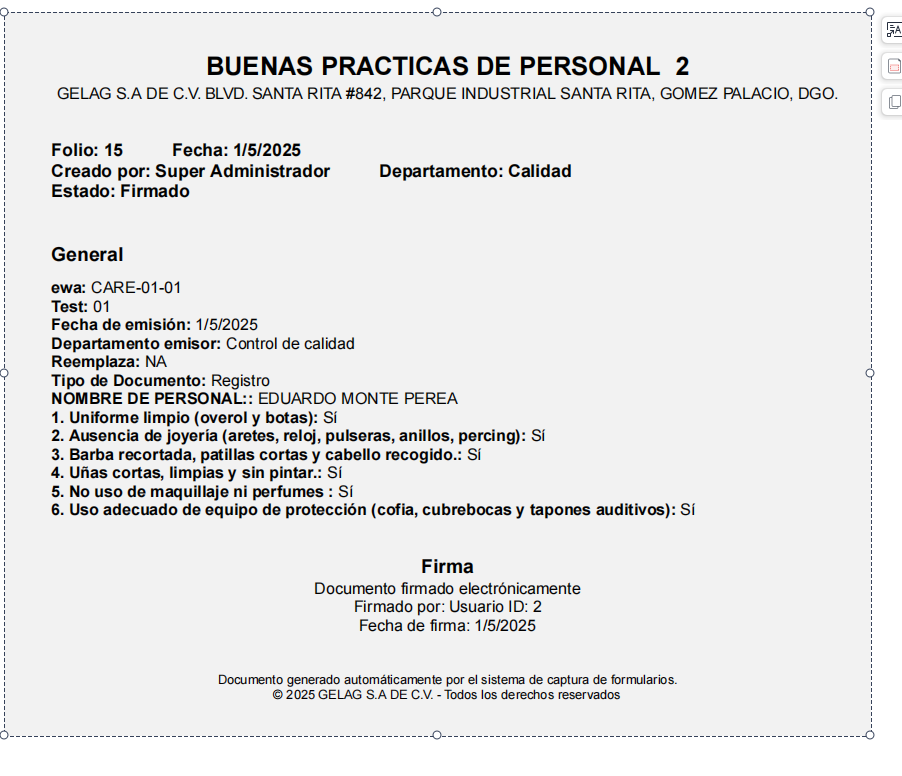 BUENAS PRACTICAS DE PERSONAL 2
GELAG S.A DE C.V. BLVD. SANTA RITA #842, PARQUE INDUSTRIAL SANTA RITA, GOMEZ PALACIO, DGO.
Folio: 15 Fecha: 1/5/2025
Creado por: Super Administrador Departamento: Calidad
Estado: Firmado
General
ewa: CARE-01-01
Test: 01
Fecha de emisión: 1/5/2025
Departamento emisor: Control de calidad
Reemplaza: NA
Tipo de Documento: Registro
NOMBRE DE PERSONAL:: EDUARDO MONTE PEREA
1. Uniforme limpio (overol y botas): Sí
2. Ausencia de joyería (aretes, reloj, pulseras, anillos, percing): Sí
3. Barba recortada, patillas cortas y cabello recogido.: Sí
4. Uñas cortas, limpias y sin pintar.: Sí
5. No uso de maquillaje ni perfumes : Sí
6. Uso adecuado de equipo de protección (cofia, cubrebocas y tapones auditivos): Sí
Firma
Documento firmado electrónicamente
Firmado por: Usuario ID: 2
Fecha de firma: 1/5/2025
Documento generado automáticamente por el sistema de captura de formularios.
© 2025 GELAG S.A DE C.V. - Todos los derechos reservados